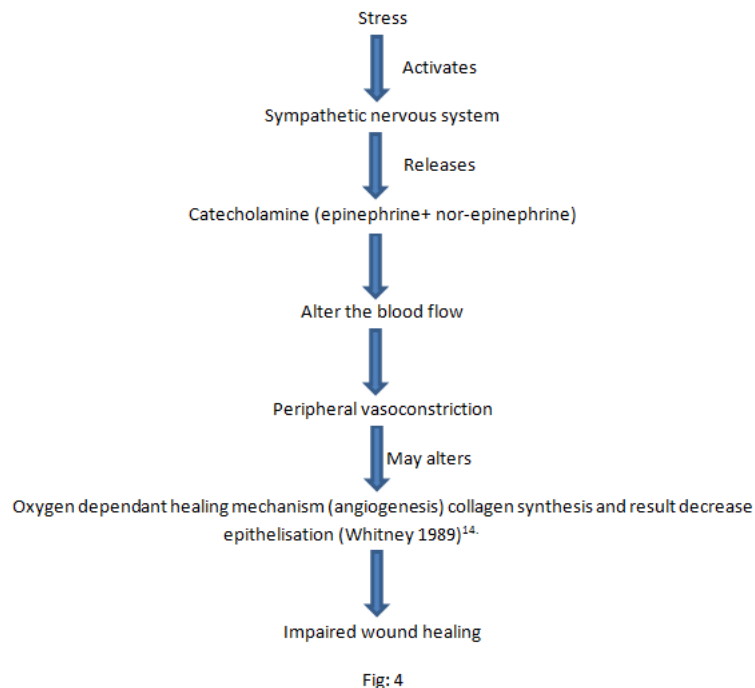 Stress
Activates
Sympathetic nervous system
Releases
Catecholamine (epinephrine+ nor-epinephrine)
Alter the blood flow
Peripheral vasoconstriction
May alters
Oxygen dependant healing mechanism (angiogenesis) collagen synthesis and result decrease
epithelisation (Whitney 1989)14.
Impaired wound healing
Fig: 4